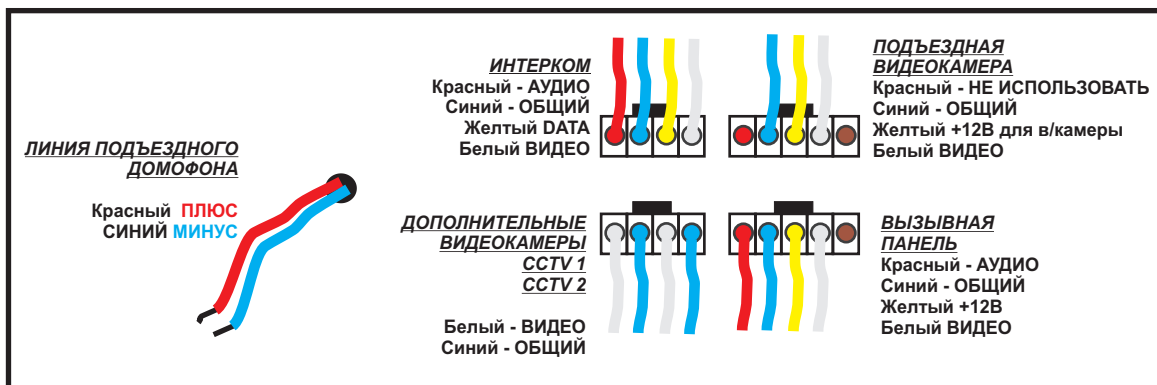 ЛИНИЯ ПОДЪЕЗДНОГО
ДОМОФОНА
Красный ПЛЮС
СИНИЙ МИНУС
ИНТЕРКОМ
Красный - АУДИО
Синий - ОБЩИЙ
Желтый DATA
Белый ВИДЕО
ПОДЪЕЗДНАЯ
ВИДЕОКАМЕРА
Красный - НЕ ИСПОЛЬЗОВАТЬ
Синий - ОБЩИЙ
Желтый +12В для в/камеры
Белый ВИДЕО
ДОПОЛНИТЕЛЬНЫЕ
ВИДЕОКАМЕРЫ
CCTV 1
CCTV 2
Белый - ВИДЕО
Синий - ОБЩИЙ
ВЫЗЫВНАЯ
ПАНЕЛЬ
Красный - АУДИО
Синий - ОБЩИЙ
Желтый +12В
Белый ВИДЕО